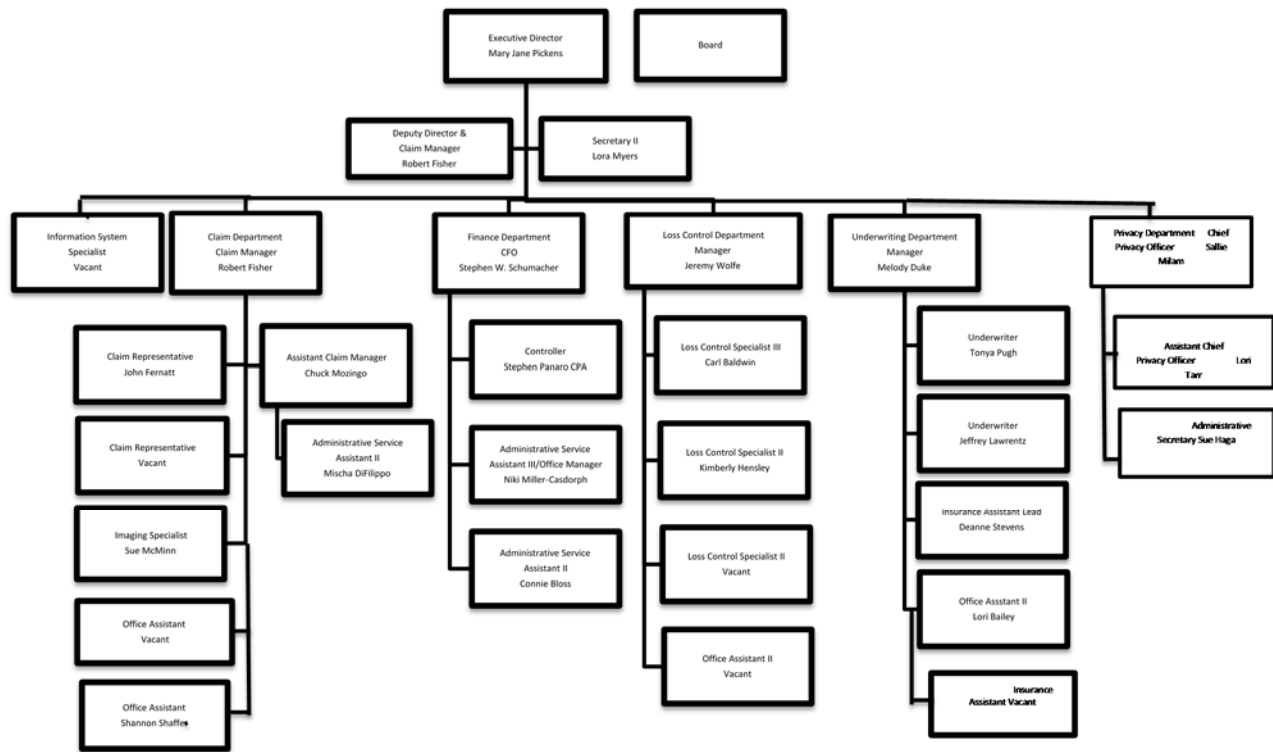 Executive Director
Mary Jane Pickens
Board
Deputy Director &
Claim Manager
Robert Fisher
Secretary II
Lora Myers
Information System
Specialist
Vacant
Claim Department
Claim Manager
Robert Fisher
Finance Department
CFO
Stephen W. Schumacher
Loss Control Department
Manager
Jeremy Wolfe
Underwriting Department
Manager
Melody Duke
Privacy Department Chief
Privacy Officer Sallie
Milam
Claim Representative
John Fernatt
Assistant Claim Manager
Chuck Mozingo
Controller
Stephen Panaro CPA
Loss Control Specialist III
Carl Baldwin
Underwriter
Tonya Pugh
Assistant Chief
Privacy Officer Lori
Tarr
Claim Representative
Vacant
Administrative Service
Assistant II
Mischa DiFilippo
Administrative Service
Assistant III/Office Manager
Niki Miller-Casdorph
Loss Control Specialist II
Kimberly Hensley
Underwriter
Jeffrey Lawrentz
Administrative
Secretary Sue Haga
Imaging Specialist
Sue McMinn
Administrative Service
Assistant II
Connie Bloss
Loss Control Specialist II
Vacant
Insurance Assistant Lead
Deanne Stevens
Office Assistant
Vacant
Office Assistant II
Vacant
Office Assstant II
Lori Bailey
Office Assistant
Shannon Shaffes
Insurance
Assistant Vacant